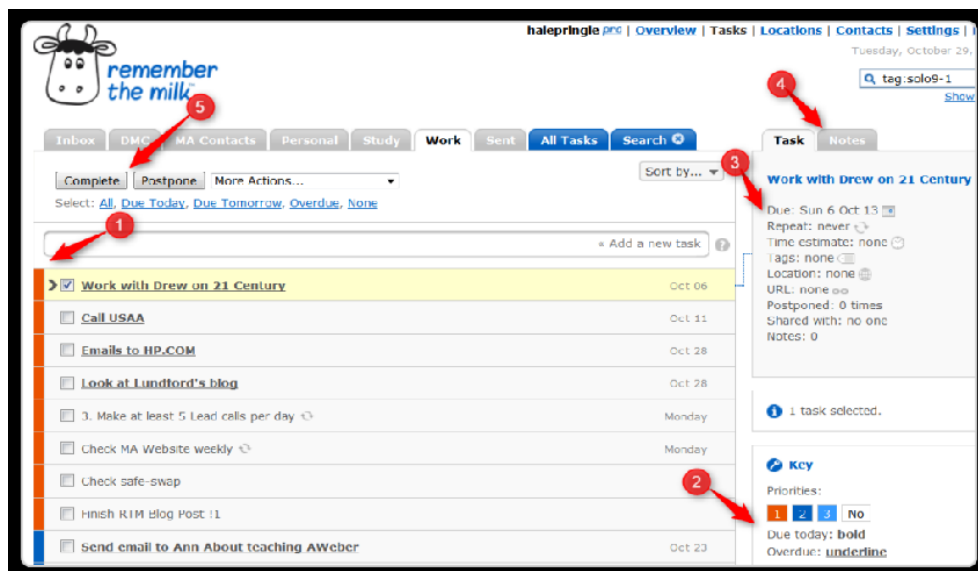 halepringle pro | Overview | Tasks | Locations | Contacts | Settings |
Tuesday, October 29,
remember
the milk
tag:solo9-1
Show
4
5
Inbox DMC MA Contacts Personal Study Work Sent All Tasks Search
Task Notes
Complete Postpone More Actions...
Sort by...
3
Work with Drew on 21 Century
Select: All, Due Today, Due Tomorrow, Overdue, None
Due: Sun 6 Oct 13
1
Repeat: never
« Add a new task
Time estimate: none
Tags: none
Location: none
URL: none
Postponed: 0 times
Shared with: no one
Notes: 0
Work with Drew on 21 Century Oct 06
Call USAA Oct 11
Emails to HP.COM Oct 28
Look at Lundford's blog Oct 28
3. Make at least 5 Lead calls per day Monday
1 task selected.
Check MA Website weekly Monday
Key
Check safe-swap
2
Priorities:
Finish RTM Blog Post !1
1 2 3 No
Due today: bold
Send email to Ann About teaching AWeber Oct 23
Overdue: underline